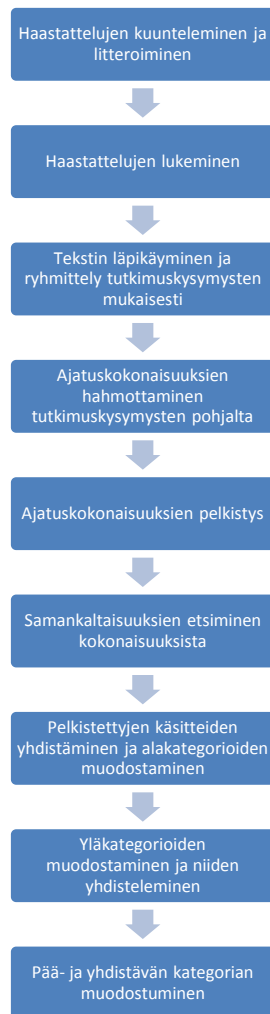 Haastattelujen kuunteleminen ja
litteroiminen
Haastattelujen lukeminen
Tekstin läpikäyminen ja
ryhmittely tutkimuskysymysten
mukaisesti
Ajatuskokonaisuuksien
hahmottaminen
tutkimuskysymysten pohjalta
Ajatuskokonaisuuksien pelkistys
Samankaltaisuuksien etsiminen
kokonaisuuksista
Pelkistettyjen käsitteiden
yhdistäminen ja alakategorioiden
muodostaminen
Yläkategorioiden
muodostaminen ja niiden
yhdisteleminen
Pää- ja yhdistävän kategorian
muodostuminen